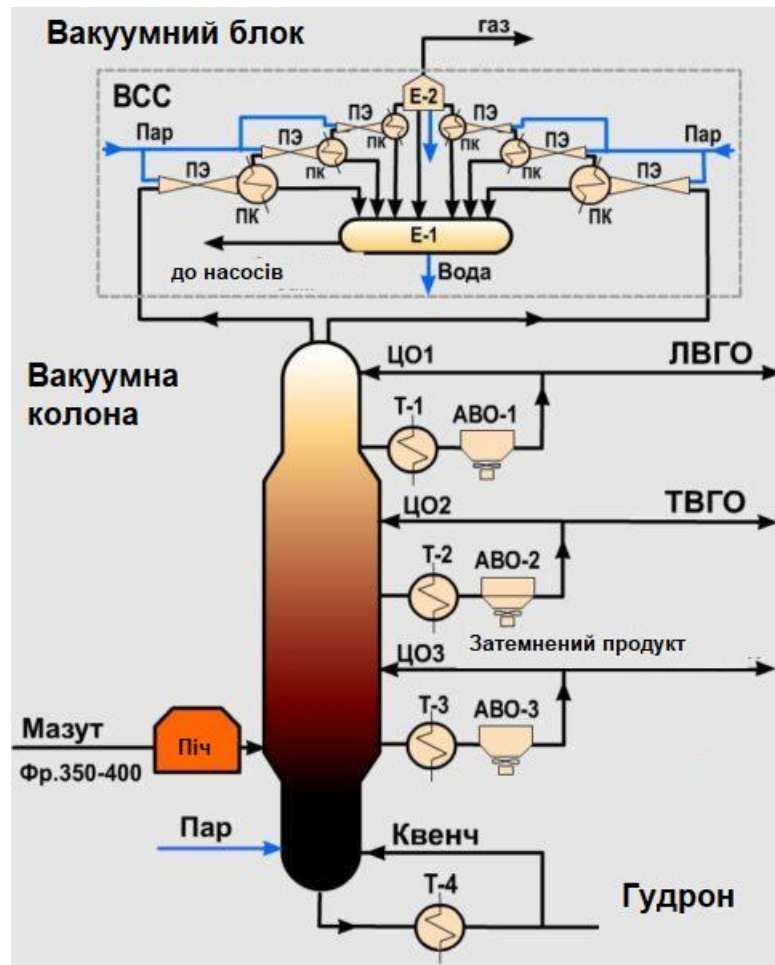 Вакуумний блок
газ
ВСС
Е-2
ПЭ
ПЭ
Пар
ПЭ
ПК
ПК
ПЭ
Пар
ПЭ
ПК
ПК
ПЭ
ПК
ПК
Е-1
до насосів
Вода
ЦО1
ЛВГО
Вакуумна
колона
Т-1
АВО-1
ЦО2
ТВГО
Т-2
АВО-2
Затемнений продукт
ЦО3
Т-3
АВО-3
Мазут
Піч
Фр.350-400
Пар
Квенч
Т-4
Гудрон